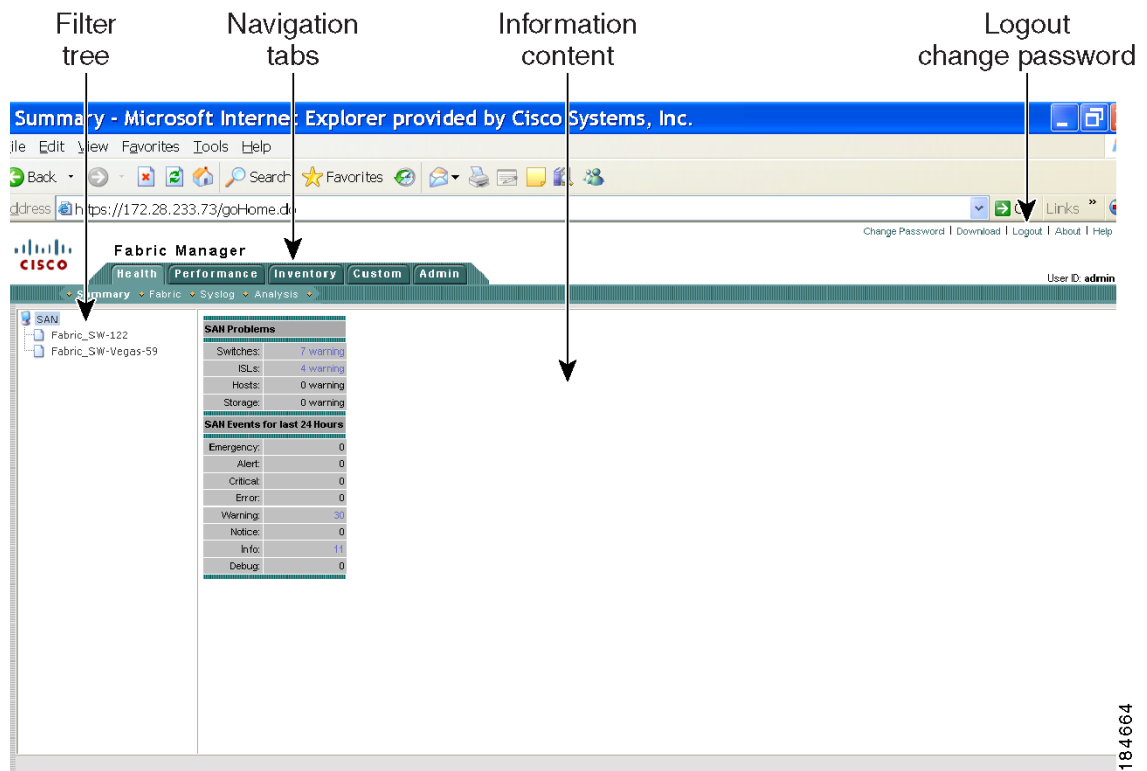 Filter
tree
Navigation
tabs
Information
content
Logout
change password
Summary - Microsoft Internet Explorer provided by Cisco Systems, Inc.
ile Edit View Favorites Tools Help
Back Search Favorites
ddress https://172.28.233.73/goHome.do Links »
Change Password | Download | Logout | About | Help
CISCO
Fabric Manager
Health Performance Inventory Custom Admin
User ID: admin
Summary Fabric Syslog Analysis
SAN
Fabric_SW-122
Fabric_SW-Vegas-59
SAN Problems
Switches: 7 warning
ISLs: 4 warning
Hosts: 0 warning
Storage: 0 warning
SAN Events for last 24 Hours
Emergency: 0
Alert: 0
Critical: 0
Error: 0
Warning: 30
Notice: 0
Info: 11
Debug: 0
184664